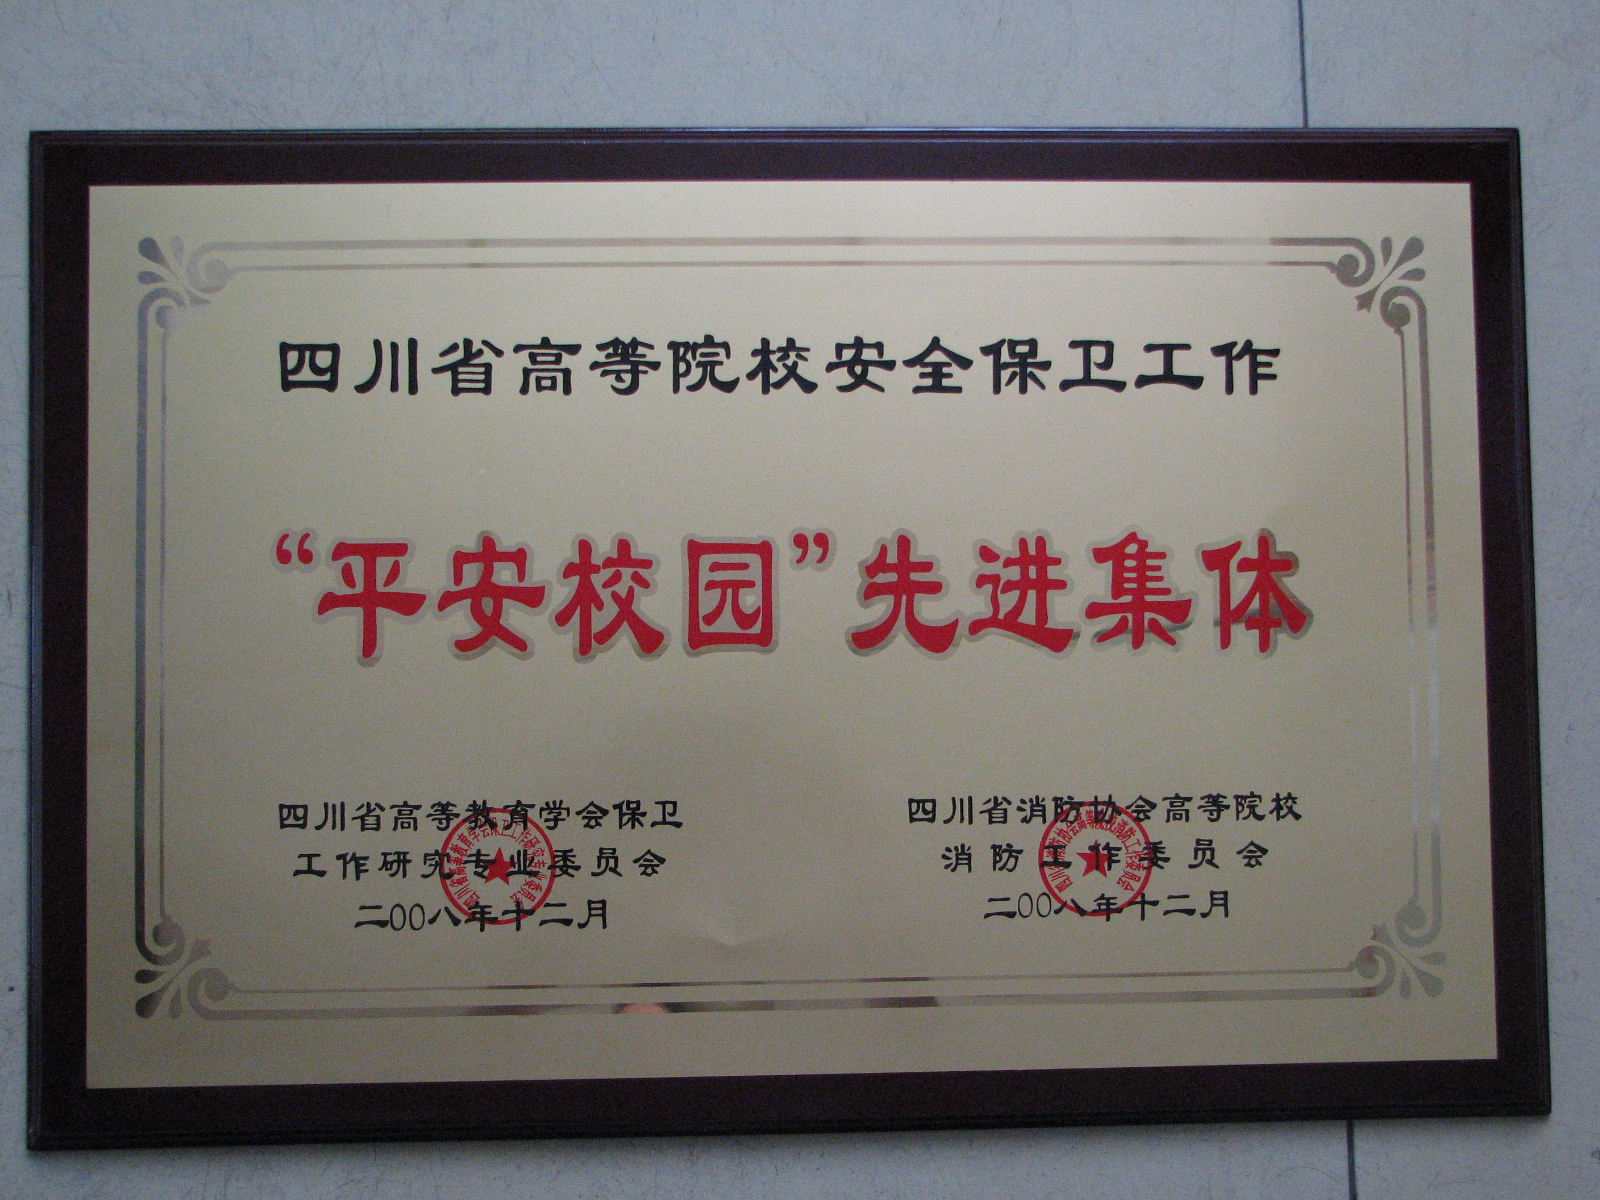 四川省高等院校安全保卫工作
“平安校园”先进集体
四川省高等教育学会保卫
工作研究专业委员会
二00八年十二月
四川省消防协会高等院校
消防工作委员会
二00八年十二月